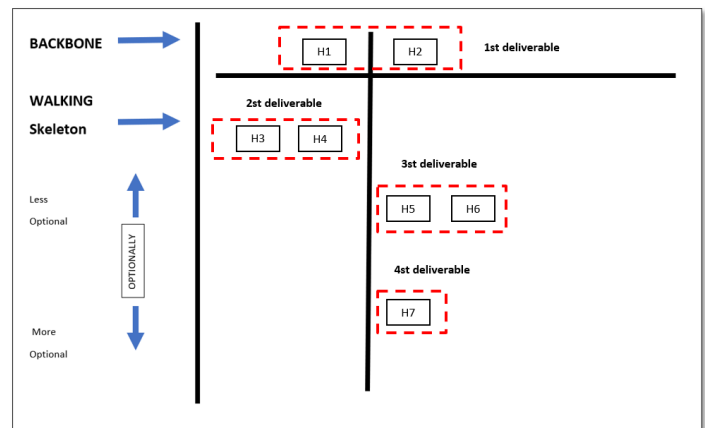 BACKBONE
H1
H2
1st deliverable
WALKING
Skeleton
2st deliverable
H3
H4
3st deliverable
Less
Optional
H5
H6
OPTIONALLY
4st deliverable
H7
More
Optional